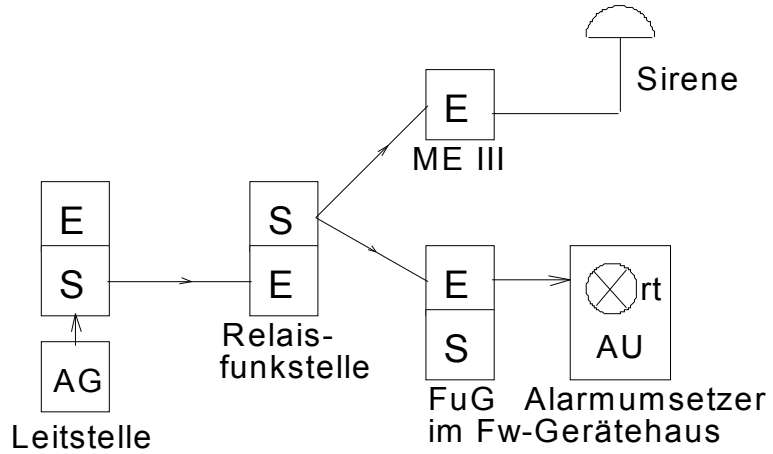 Sirene
E
ME III
E
S
S
E
Relais-
funkstelle
AG
Leitstelle
E
S
FuG Alarmumsetzer
im Fw-Gerätehaus
rt
AU